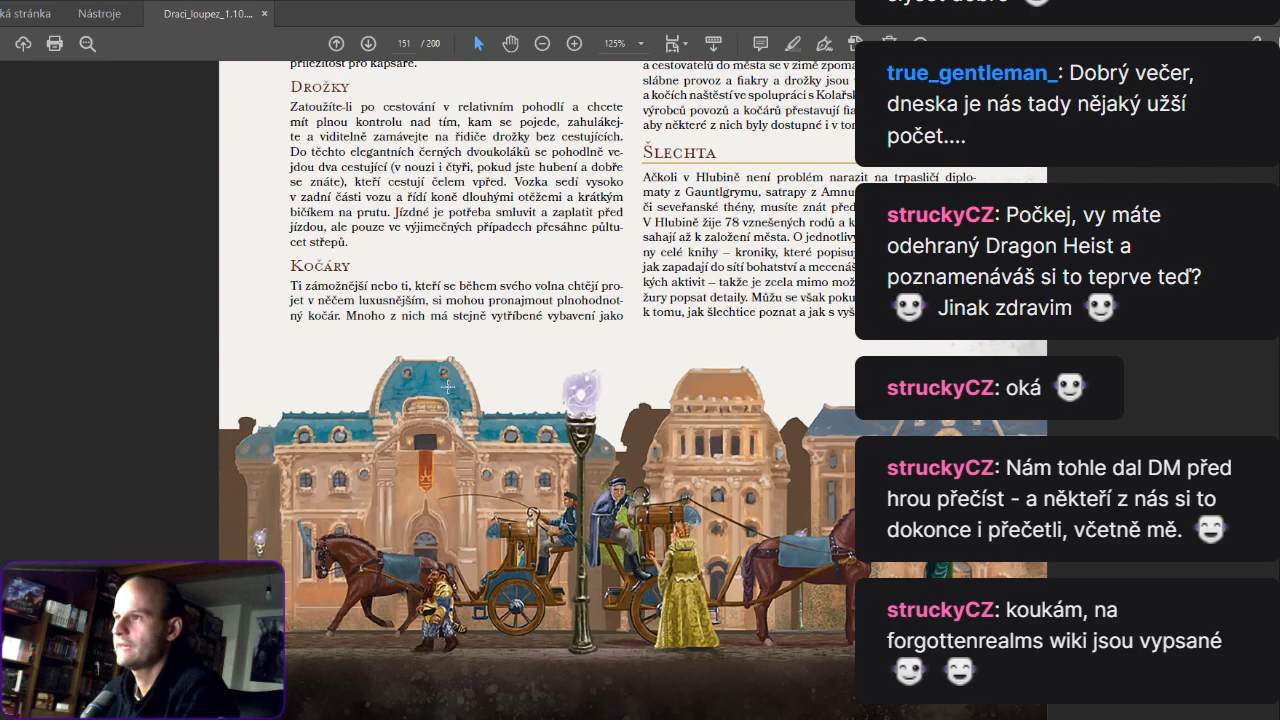 ká stránka
Nástroje
Draci_loupez_1.10....
×
151
/ 200
125%
příležitost pro kapsáře.
Drožky
Zatoužíte-li po cestování v relativním pohodlí a chcete
mít plnou kontrolu nad tím, kam se pojede, zahulákej-
te a viditelně zamávejte na řidiče drožky bez cestujících.
Do těchto elegantních černých dvoukoláků se pohodlně ve-
jdou dva cestující (v nouzi i čtyři, pokud jste hubení a dobře
se znáte), kteří cestují čelem vpřed. Vozka sedí vysoko
v zadní části vozu a řídí koně dlouhými otěžemi a krátkým
bičíkem na prutu. Jízdné je potřeba smluvit a zaplatit před
jízdou, ale pouze ve výjimečných případech přesáhne půltu-
cet střepů.
Kočáry
Ti zámožnější nebo ti, kteří se během svého volna chtějí pro-
jet v něčem luxusnějším, si mohou pronajmout plnohodnot-
ný kočár. Mnoho z nich má stejně vytříbené vybavení jako
a cestovatelů do města se v zimě zpoma
slábne provoz a fiakry a drožky jsou
a kočích naštěstí ve spolupráci s Kolařsk
výrobců povozů a kočárů přestavují fia
aby některé z nich byly dostupné i v tom
Šlechta
Ačkoli v Hlubině není problém narazit na trpasličí diplo-
maty z Gauntlgrymu, satrapy z Amnu
či seveřanské thény, musíte znát před
V Hlubině žije 78 vznešených rodů a k
sahají až k založení města. O jednotliv
ny celé knihy – kroniky, které popisu
jak zapadají do sítí bohatství a mecenáš
kých aktivit – takže je zcela mimo mož
žury popsat detaily. Můžu se však poku
k tomu, jak šlechtice poznat a jak s vyš
slyšet dobře
true_gentleman_: Dobrý večer,
dneska je nás tady nějaký užší
počet....
struckyCZ: Počkej, vy máte
odehraný Dragon Heist a
poznamenáváš si to teprve teď?
Jinak zdravim
struckyCZ: oká
struckyCZ: Nám tohle dal DM před
hrou přečíst - a někteří z nás si to
dokonce i přečetli, včetně mě.
struckyCZ: koukám, na
forgottenrealms wiki jsou vypsané